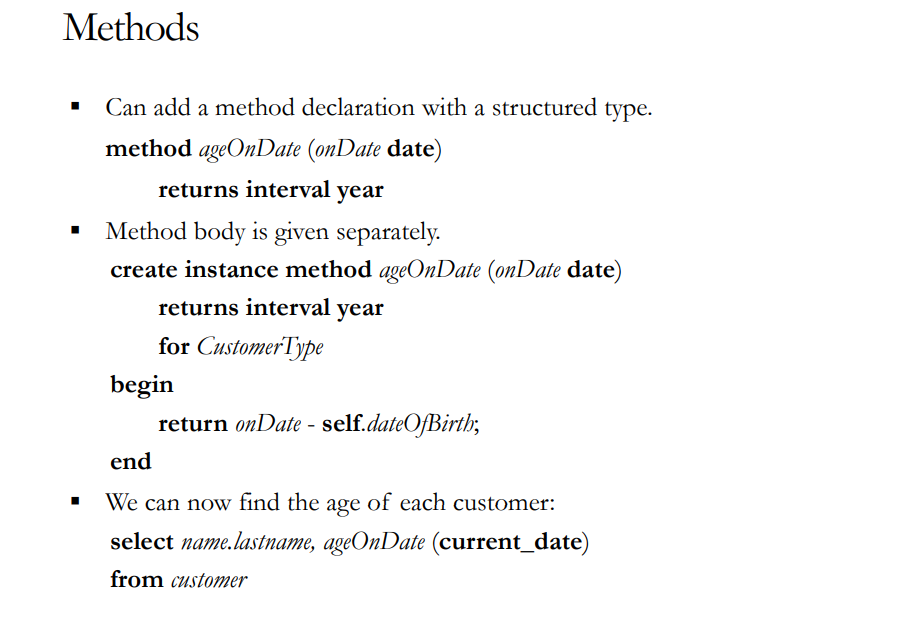 Methods
▪ Can add a method declaration with a structured type.
method ageOnDate (onDate date)
returns interval year
▪ Method body is given separately.
create instance method ageOnDate (onDate date)
returns interval year
for CustomerType
begin
return onDate - self.dateOfBirth;
end
▪ We can now find the age of each customer:
select name.lastname, ageOnDate (current_date)
from customer